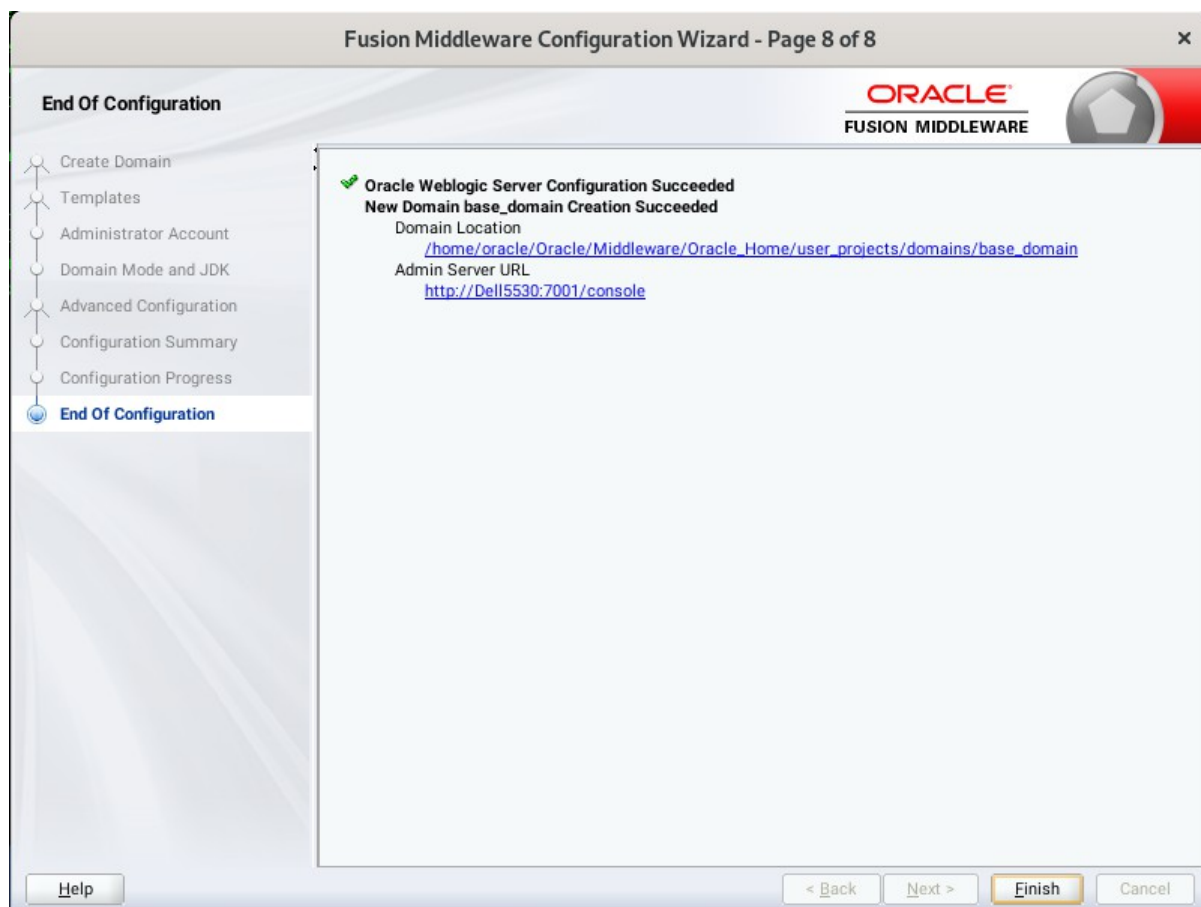 Fusion Middleware Configuration Wizard - Page 8 of 8
×
End Of Configuration
ORACLE
FUSION MIDDLEWARE
Create Domain
Templates
Administrator Account
Domain Mode and JDK
Advanced Configuration
Configuration Summary
Configuration Progress
End Of Configuration
Oracle Weblogic Server Configuration Succeeded
New Domain base_domain Creation Succeeded
Domain Location
/home/oracle/Oracle/Middleware/Oracle_Home/user_projects/domains/base_domain
Admin Server URL
http://Dell5530:7001/console
Help
< Back
Next >
Finish
Cancel